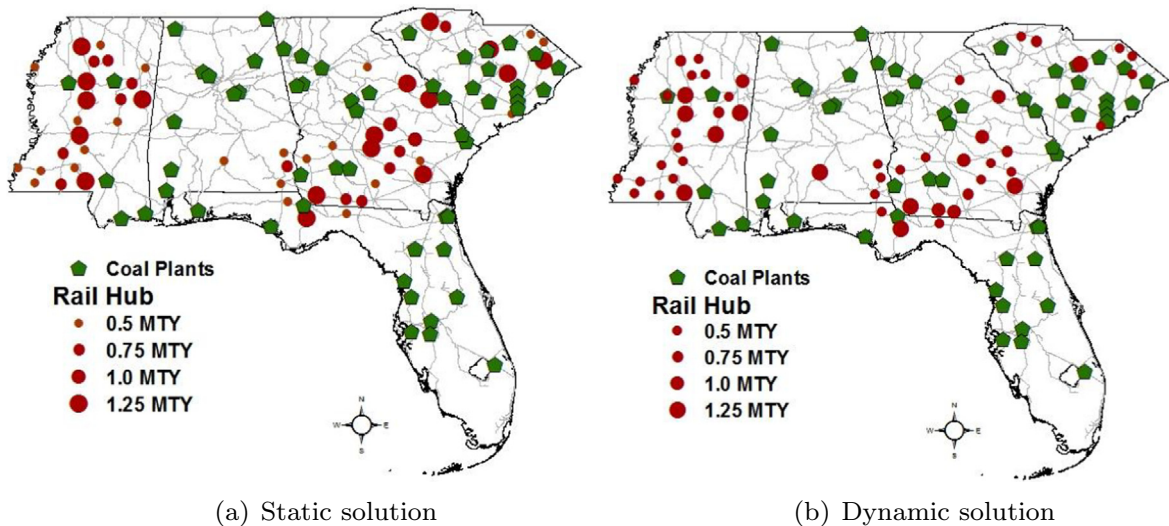 Coal Plants
Rail Hub
0.5 MTY
0.75 MTY
1.0 MTY
1.25 MTY
N
W E
S
(a) Static solution
Coal Plants
Rail Hub
0.5 MTY
0.75 MTY
1.0 MTY
1.25 MTY
N
W E
S
(b) Dynamic solution